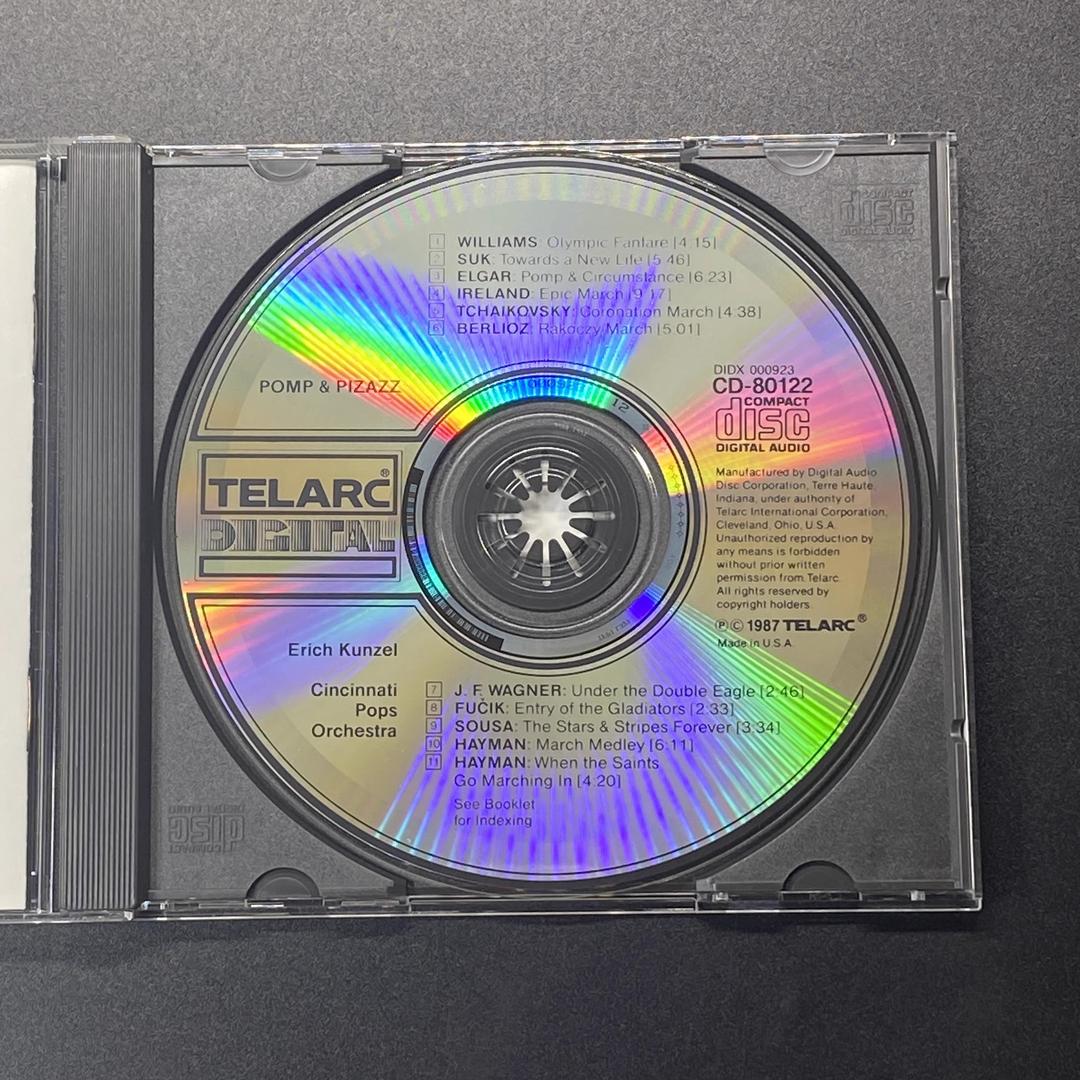 1 WILLIAMS: Olympic Fanfare [4:15]
2 SUK: Towards a New Life [5:46]
3 ELGAR: Pomp & Circumstance [6:23]
4 IRELAND: Epic March [9:17]
5 TCHAIKOVSKY: Coronation March [4:38]
6 BERLIOZ: Rákóczy March [5:01]
POMP & PIZAZZ
TELARC®
DIGITAL
DIDX 000923
CD-80122
COMPACT
disc
DIGITAL AUDIO
Manufactured by Digital Audio
Disc Corporation, Terre Haute,
Indiana, under authority of
Telarc International Corporation,
Cleveland, Ohio, U.S.A.
Unauthorized reproduction by
any means is forbidden
without prior written
permission from Telarc.
All rights reserved by
copyright holders.
℗ © 1987 TELARC®
Made in U.S.A.
Erich Kunzel
Cincinnati
Pops
Orchestra
7 J. F. WAGNER: Under the Double Eagle [2:46]
8 FUČIK: Entry of the Gladiators [2:33]
9 SOUSA: The Stars & Stripes Forever [3:34]
10 HAYMAN: March Medley [6:11]
11 HAYMAN: When the Saints
Go Marching In [4:20]
See Booklet
for Indexing
COMPACT
disc
DIGITAL AUDIO
COMPACT
disc
DIGITAL AUDIO